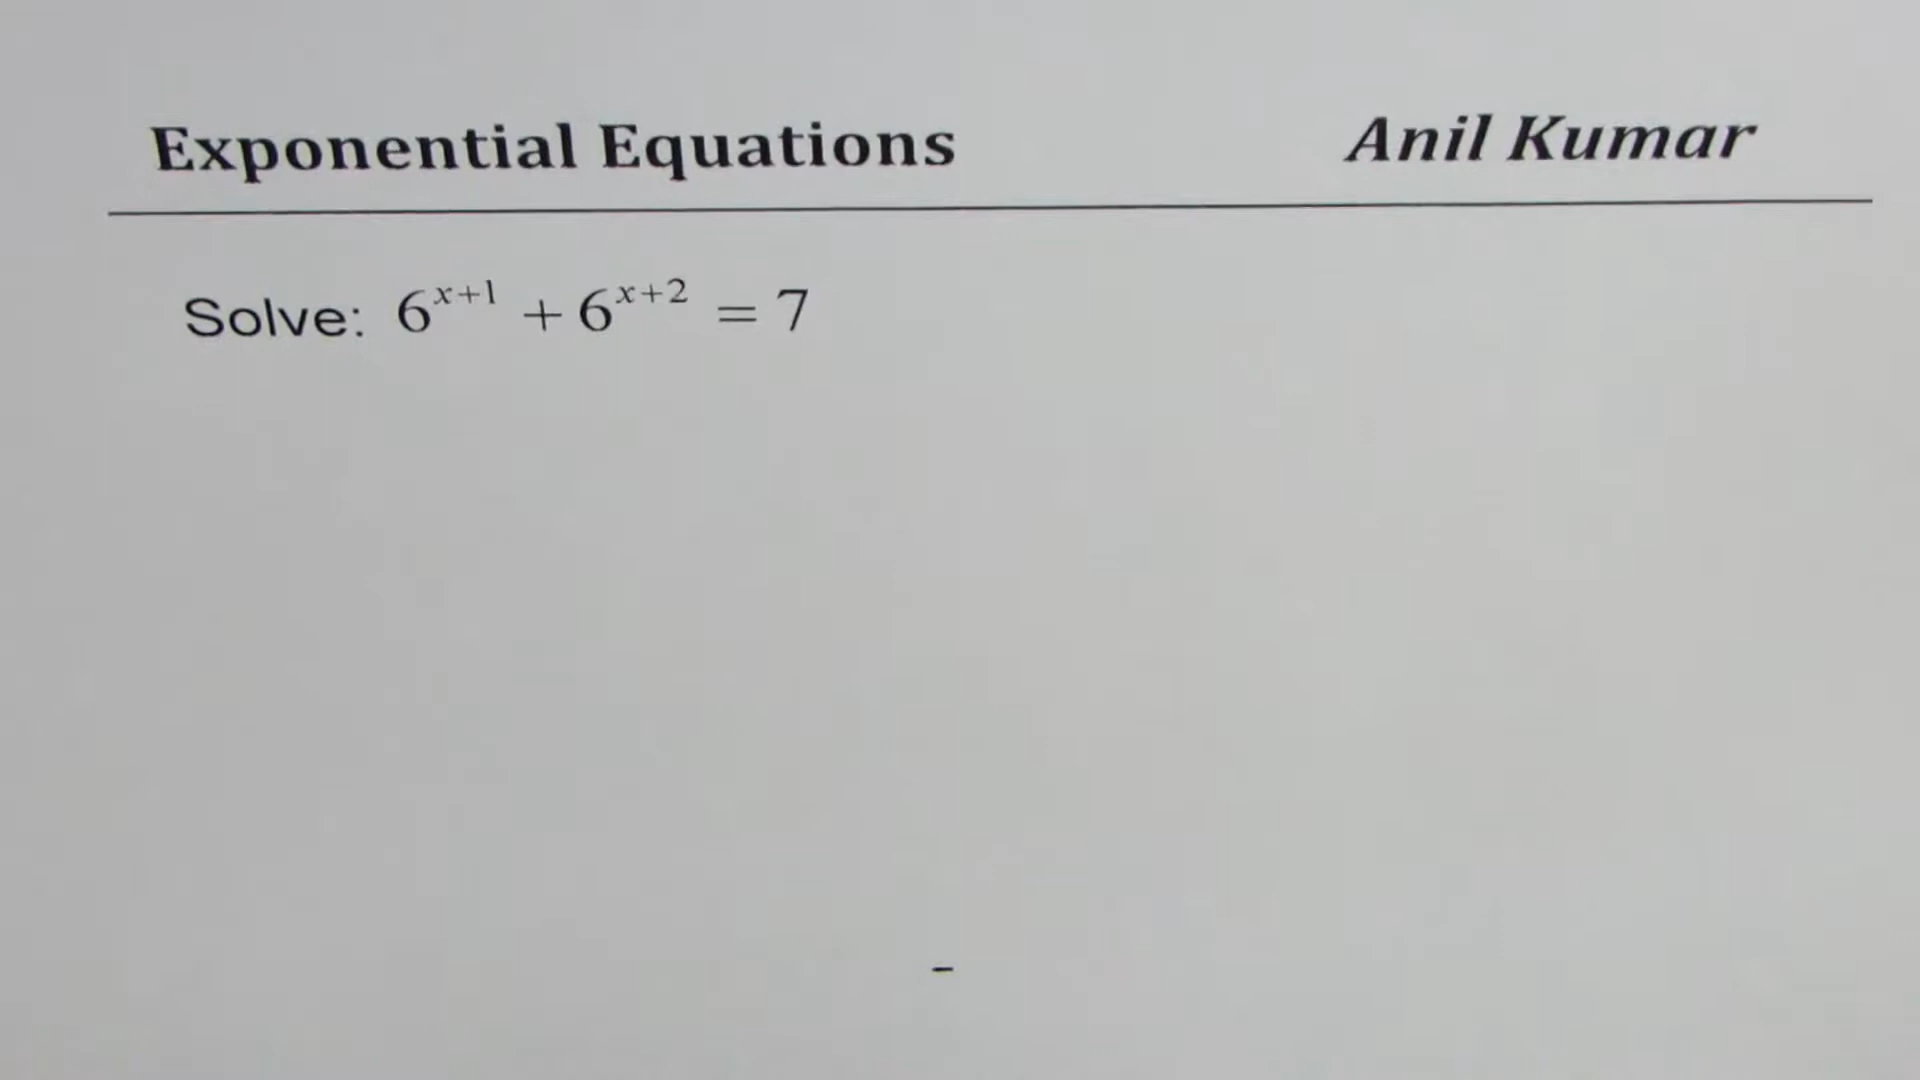 Exponential Equations Anil Kumar
Solve: 6^{x+1} + 6^{x+2} = 7